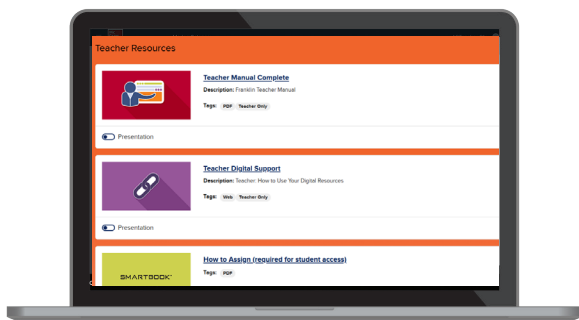 Teacher Resources
Teacher Manual Complete
Description: Franklin Teacher Manual
Tags: PDF Teacher Only
Presentation
Teacher Digital Support
Description: Teacher: How to Use Your Digital Resources
Tags: Web Teacher Only
Presentation
How to Assign (required for student access)
SMARTBOOK™
Tags: PDF